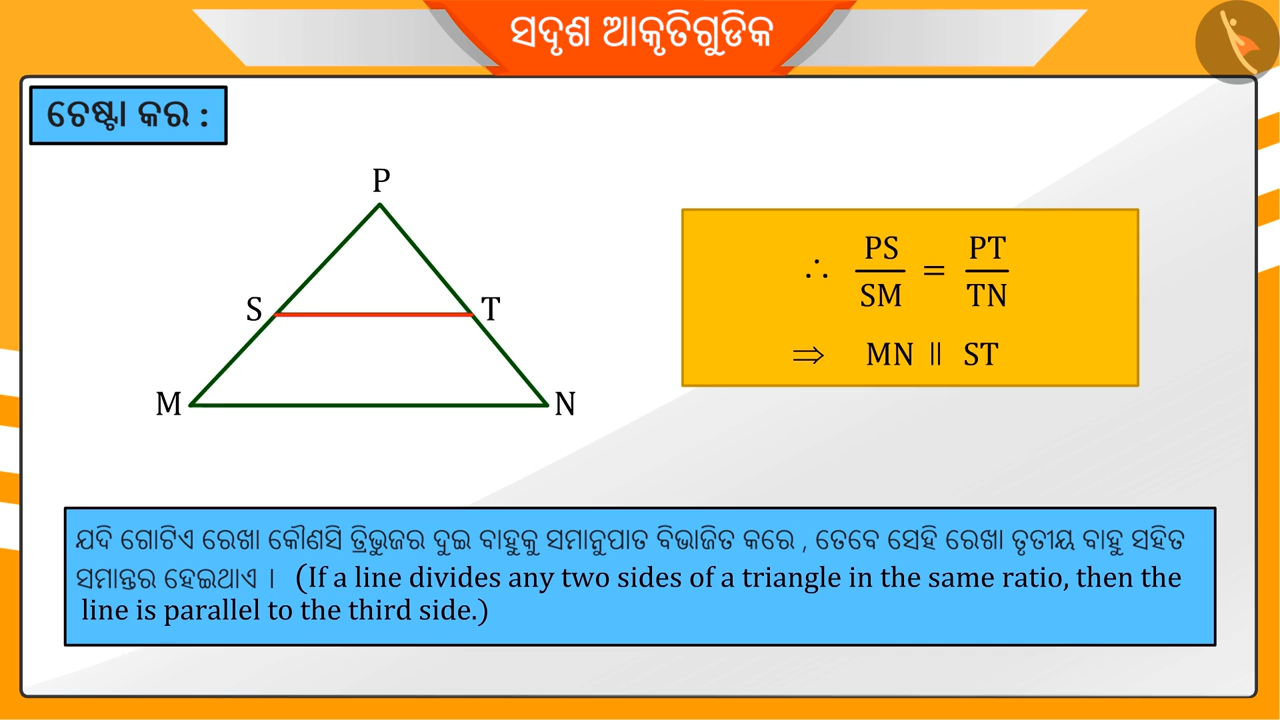 ସଦୃଶ ଆକୃତିଗୁଡିକ
ଚେଷ୍ଟା କର :
P
S
T
M
N
∴ PS/SM = PT/TN
⇒ MN || ST
ଯଦି ଗୋଟିଏ ରେଖା କୌଣସି ତ୍ରିଭୁଜର ଦୁଇ ବାହୁକୁ ସମାନୁପାତ ବିଭାଜିତ କରେ , ତେବେ ସେହି ରେଖା ତୃତୀୟ ବାହୁ ସହିତ
ସମାନ୍ତର ହେଇଥାଏ । (If a line divides any two sides of a triangle in the same ratio, then the
line is parallel to the third side.)